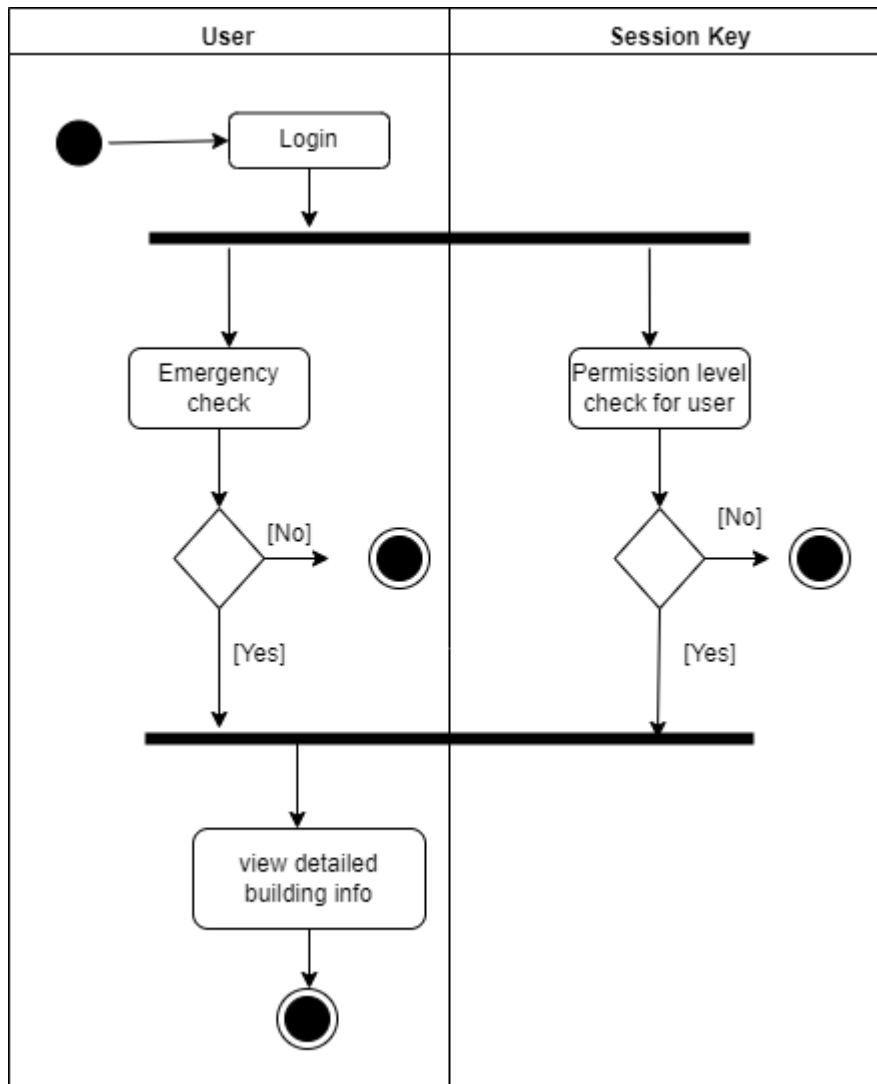 User
Session Key
Login
Emergency
check
Permission level
check for user
[No]
[No]
[Yes]
[Yes]
view detailed
building info